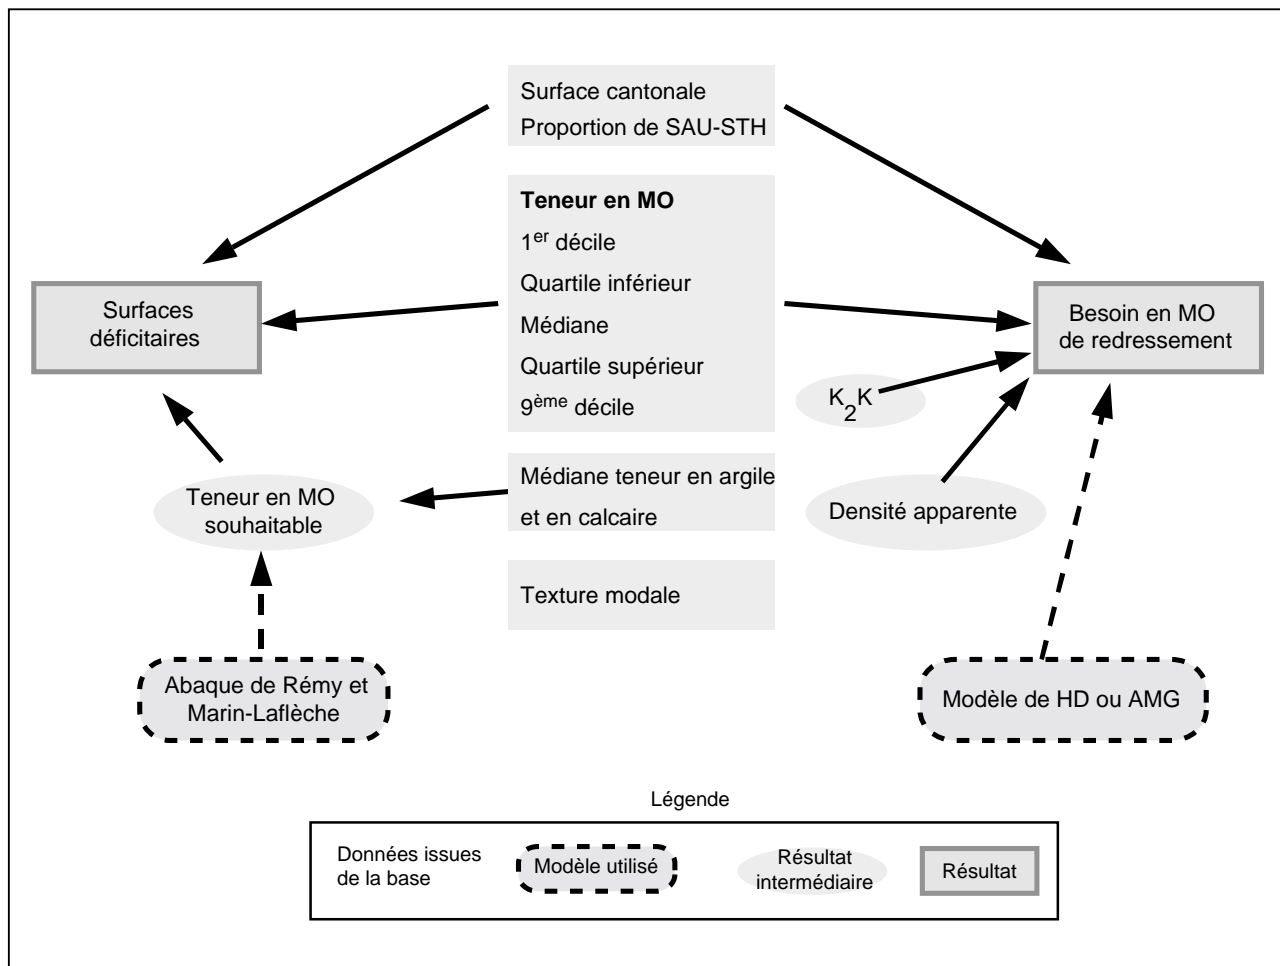 Surface cantonale
Proportion de SAU-STH
Teneur en MO
1er décile
Quartile inférieur
Médiane
Quartile supérieur
9ème décile
Surfaces
déficitaires
Besoin en MO
de redressement
K2K
Médiane teneur en argile
et en calcaire
Teneur en MO
souhaitable
Densité apparente
Texture modale
Abaque de Rémy et
Marin-Laflèche
Modèle de HD ou AMG
Légende
Données issues
de la base
Modèle utilisé
Résultat
intermédiaire
Résultat